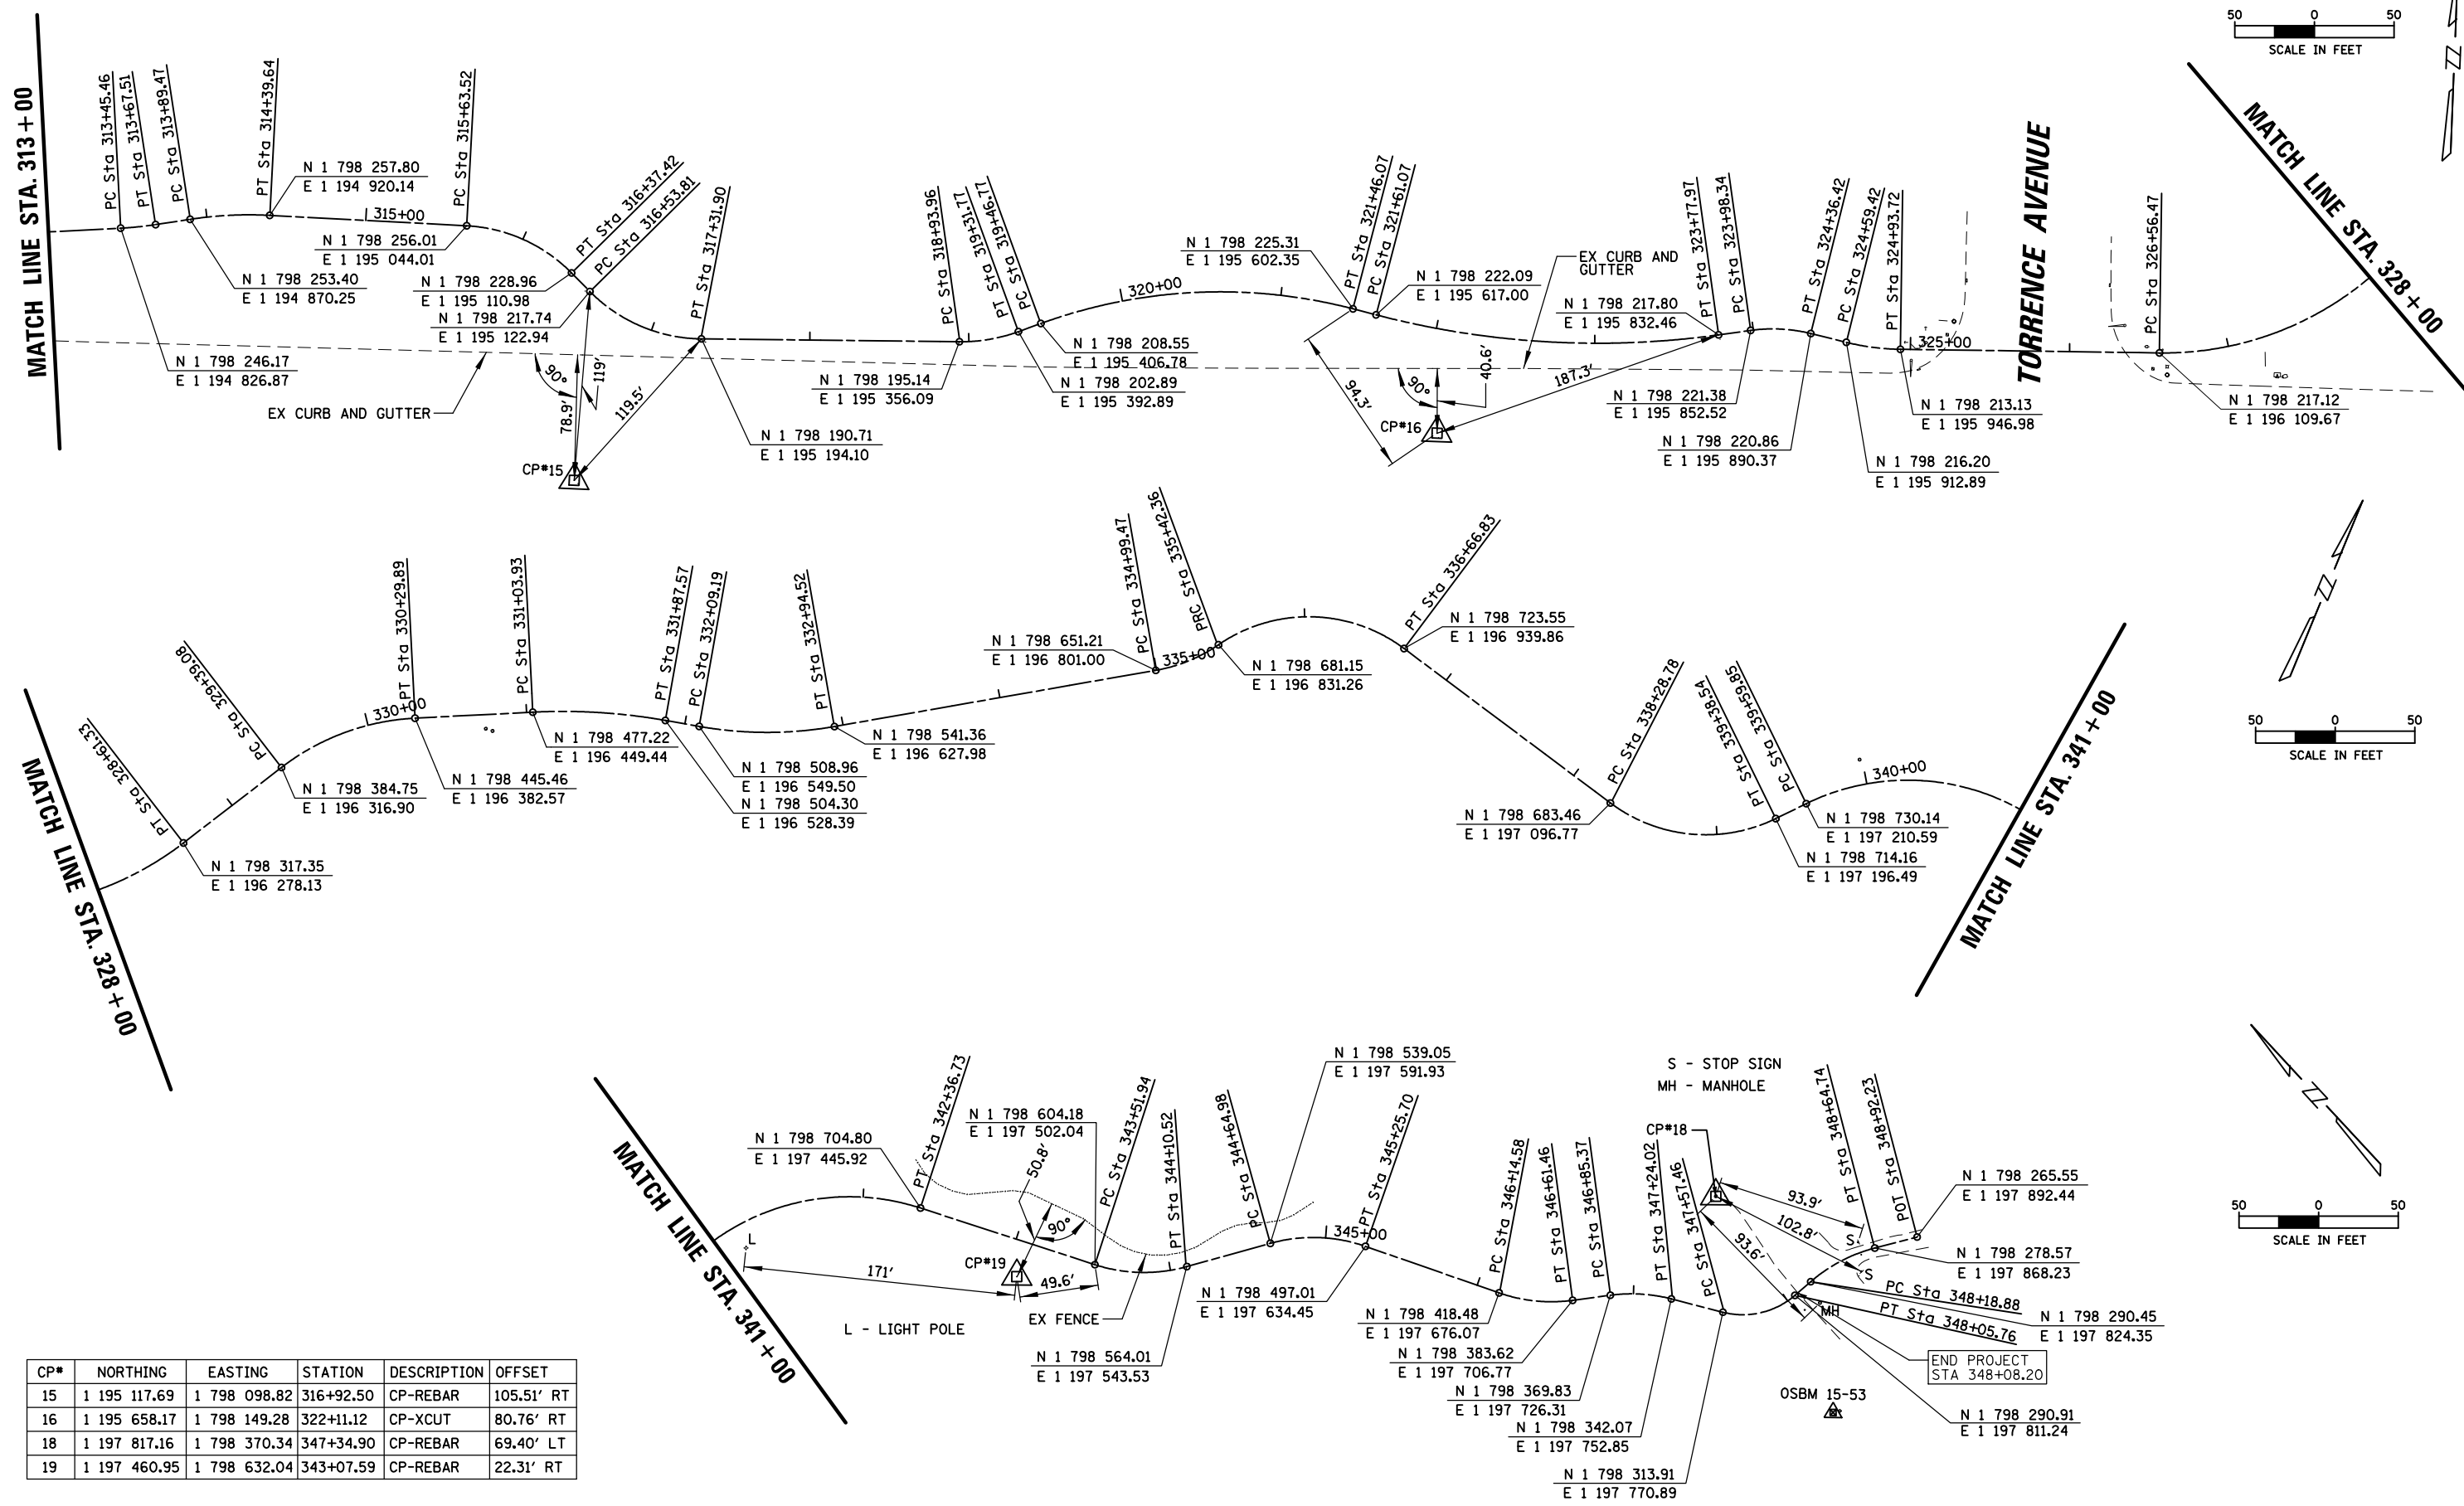 50 0 50
SCALE IN FEET
N
MATCH LINE STA. 313+00
PC Sta 313+45.46
PT Sta 313+67.51
PC Sta 313+89.47
PT Sta 314+39.64
PC Sta 315+63.52
PT Sta 316+37.42
PC Sta 316+53.81
PT Sta 317+31.90
PC Sta 318+93.96
PT Sta 319+31.77
PC Sta 319+46.77
PT Sta 321+46.07
PC Sta 321+61.07
PT Sta 323+77.97
PC Sta 323+98.34
PT Sta 324+36.42
PC Sta 324+59.42
PT Sta 324+93.72
TORRENCE AVENUE
PC Sta 326+56.47
MATCH LINE STA. 328+00
N 1 798 257.80
E 1 194 920.14
315+00
N 1 798 256.01
E 1 195 044.01
N 1 798 253.40
E 1 194 870.25
N 1 798 228.96
E 1 195 110.98
N 1 798 217.74
E 1 195 122.94
N 1 798 246.17
E 1 194 826.87
EX CURB AND GUTTER
90°
78.9'
119'
119.5'
CP#15
N 1 798 190.71
E 1 195 194.10
N 1 798 195.14
E 1 195 356.09
320+00
N 1 798 208.55
E 1 195 406.78
N 1 798 202.89
E 1 195 392.89
N 1 798 225.31
E 1 195 602.35
N 1 798 222.09
E 1 195 617.00
EX CURB AND
GUTTER
N 1 798 217.80
E 1 195 832.46
94.3'
90°
40.6'
187.3'
CP#16
N 1 798 221.38
E 1 195 852.52
N 1 798 220.86
E 1 195 890.37
325+00
N 1 798 213.13
E 1 195 946.98
N 1 798 216.20
E 1 195 912.89
N 1 798 217.12
E 1 196 109.67
MATCH LINE STA. 328+00
PT Sta 328+61.33
PC Sta 329+39.08
PT Sta 330+29.89
PC Sta 331+03.93
PT Sta 331+87.57
PC Sta 332+09.19
PT Sta 332+94.52
PC Sta 334+99.47
PRC Sta 335+42.36
PT Sta 336+66.83
PC Sta 338+28.78
PT Sta 339+38.54
PC Sta 339+59.85
MATCH LINE STA. 341+00
N
50 0 50
SCALE IN FEET
330+00
335+00
340+00
N 1 798 317.35
E 1 196 278.13
N 1 798 384.75
E 1 196 316.90
N 1 798 445.46
E 1 196 382.57
N 1 798 477.22
E 1 196 449.44
N 1 798 508.96
E 1 196 549.50
N 1 798 504.30
E 1 196 528.39
N 1 798 541.36
E 1 196 627.98
N 1 798 651.21
E 1 196 801.00
N 1 798 681.15
E 1 196 831.26
N 1 798 723.55
E 1 196 939.86
N 1 798 683.46
E 1 197 096.77
N 1 798 730.14
E 1 197 210.59
N 1 798 714.16
E 1 197 196.49
MATCH LINE STA. 341+00
PT Sta 342+36.73
PC Sta 343+51.94
PT Sta 344+10.52
PC Sta 344+64.98
PT Sta 345+25.70
PC Sta 346+14.58
PT Sta 346+61.46
PC Sta 346+85.37
PT Sta 347+24.02
PC Sta 347+57.46
PT Sta 348+64.74
POT Sta 348+92.23
PC Sta 348+18.88
PT Sta 348+05.76
N 1 798 704.80
E 1 197 445.92
N 1 798 604.18
E 1 197 502.04
N 1 798 539.05
E 1 197 591.93
S - STOP SIGN
MH - MANHOLE
50.8'
90°
CP#19
49.6'
171'
L
L - LIGHT POLE
EX FENCE
345+00
N 1 798 564.01
E 1 197 543.53
N 1 798 497.01
E 1 197 634.45
N 1 798 418.48
E 1 197 676.07
N 1 798 383.62
E 1 197 706.77
N 1 798 369.83
E 1 197 726.31
N 1 798 342.07
E 1 197 752.85
N 1 798 313.91
E 1 197 770.89
CP#18
93.9'
102.8'
93.6'
S
S
MH
N 1 798 265.55
E 1 197 892.44
N 1 798 278.57
E 1 197 868.23
N 1 798 290.45
E 1 197 824.35
END PROJECT
STA 348+08.20
N 1 798 290.91
E 1 197 811.24
OSBM 15-53
N
50 0 50
SCALE IN FEET
CP# NORTHING EASTING STATION DESCRIPTION OFFSET
15 1 195 117.69 1 798 098.82 316+92.50 CP-REBAR 105.51' RT
16 1 195 658.17 1 798 149.28 322+11.12 CP-XCUT 80.76' RT
18 1 197 817.16 1 798 370.34 347+34.90 CP-REBAR 69.40' LT
19 1 197 460.95 1 798 632.04 343+07.59 CP-REBAR 22.31' RT